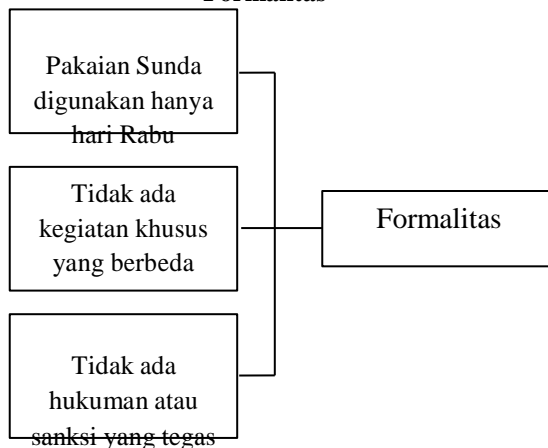 Formalitas
Pakaian Sunda
digunakan hanya
hari Rabu
Tidak ada
kegiatan khusus
yang berbeda
Formalitas
Tidak ada
hukuman atau
sanksi yang tegas